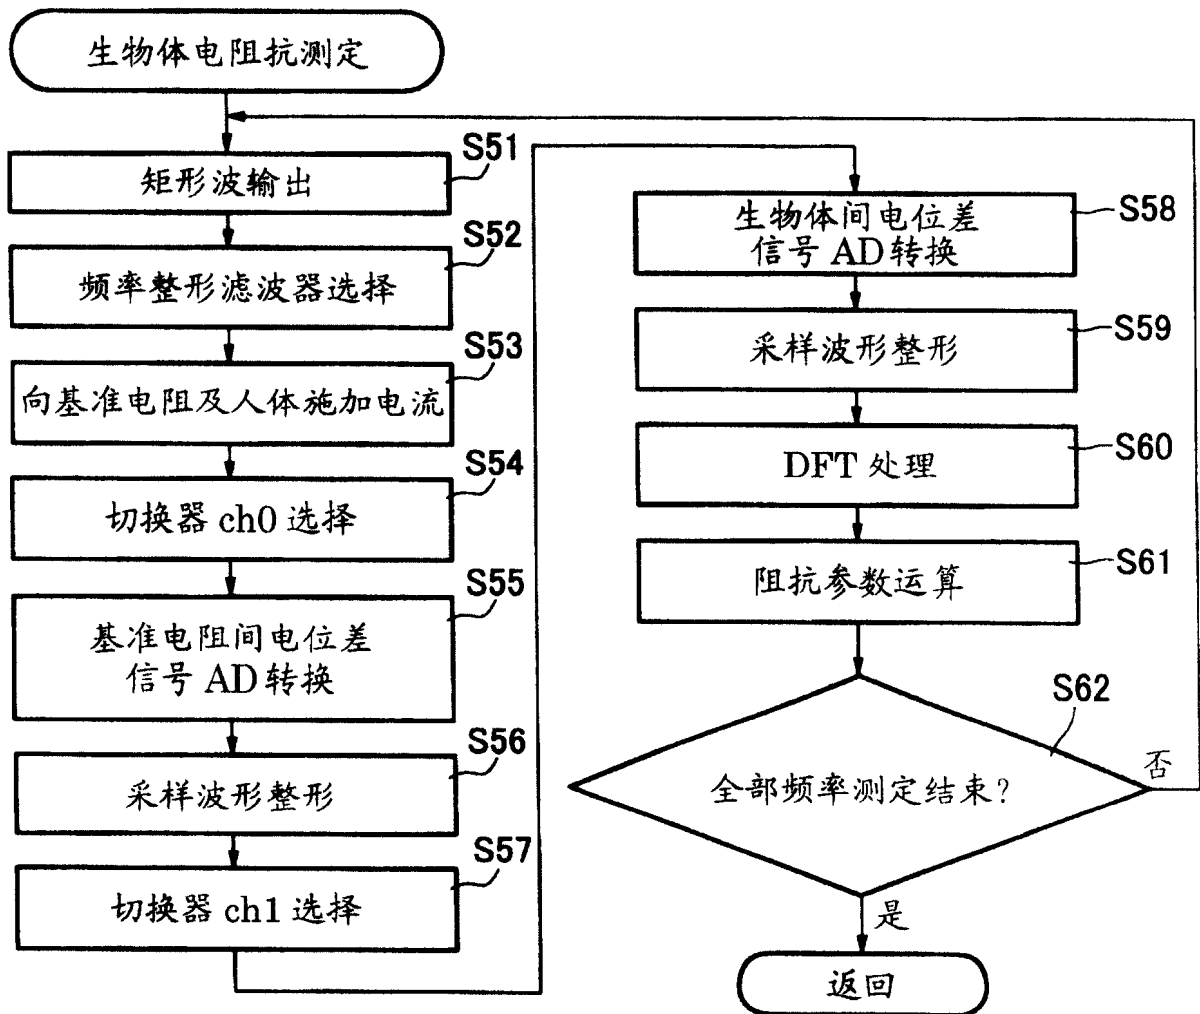 生物体电阻抗测定
S51
矩形波输出
S52
频率整形滤波器选择
S53
向基准电阻及人体施加电流
S54
切换器 ch0 选择
S55
基准电阻间电位差
信号 AD 转换
S56
采样波形整形
S57
切换器 ch1 选择
S58
生物体间电位差
信号 AD 转换
S59
采样波形整形
S60
DFT 处理
S61
阻抗参数运算
S62
全部频率测定结束?
否
是
返回